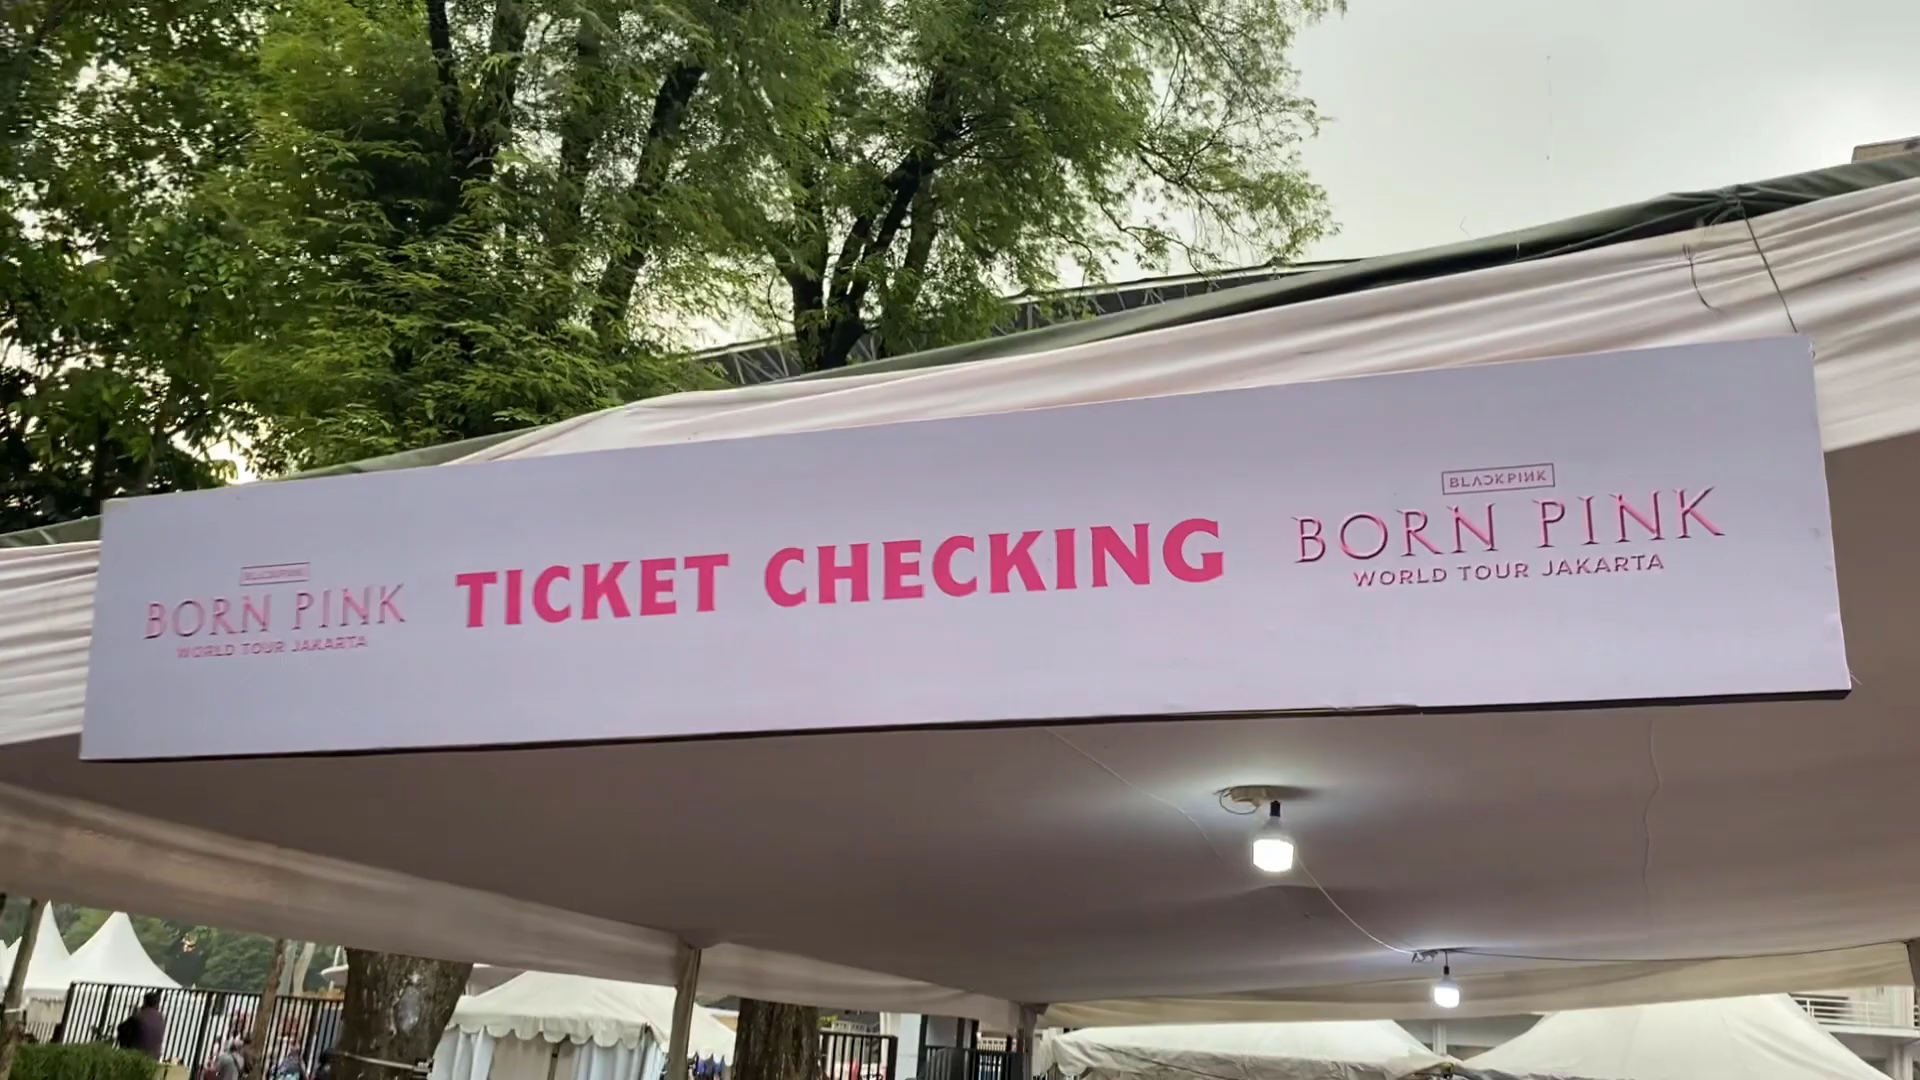 BLACKPINK
BORN PINK
WORLD TOUR JAKARTA
TICKET CHECKING
BLACKPINK
BORN PINK
WORLD TOUR JAKARTA